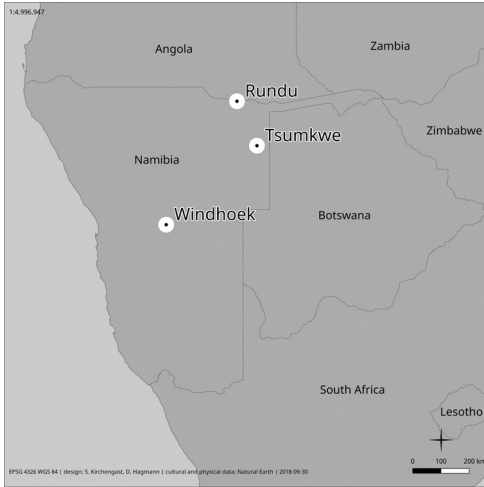 1:4.996.947
Angola
Zambia
Rundu
Tsumkwe
Zimbabwe
Namibia
Windhoek
Botswana
South Africa
Lesotho
0 100 200 km
EPSG 4326 WGS 84 | design: S. Kirchengast, D. Hagmann | cultural and physical data: Natural Earth | 2018-09-30